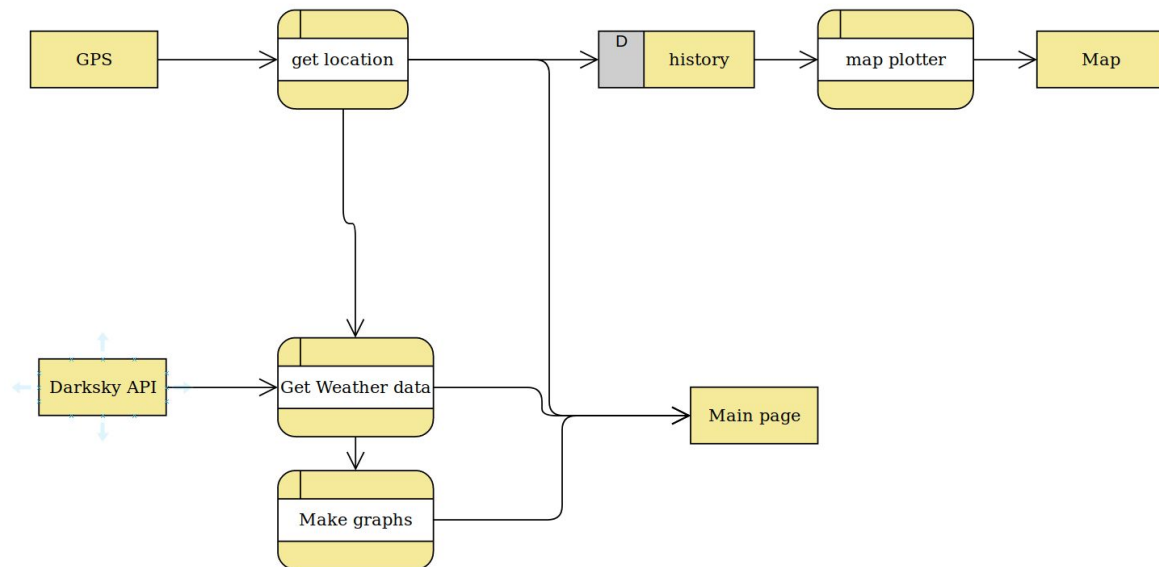 GPS
get location
D
history
map plotter
Map
Darksky API
Get Weather data
Main page
Make graphs